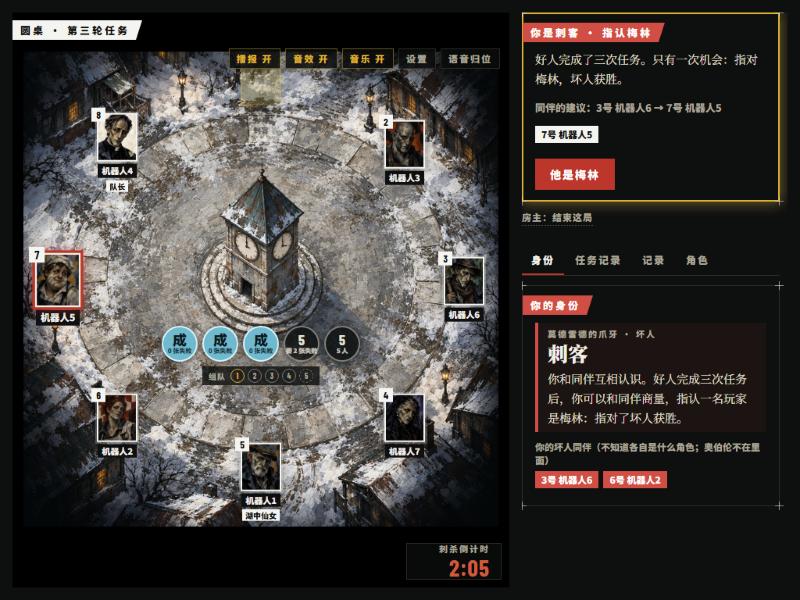 圆桌 · 第三轮任务
播报 开
音效 开
音乐 开
设置
语音归位
8
机器人4
队长
2
机器人3
7
机器人5
3
机器人6
成
0 张失败
成
0 张失败
成
0 张失败
5
要 2 张失败
5
5 人
组队 1 2 3 4 5
6
机器人2
4
机器人7
5
机器人1
湖中仙女
刺杀倒计时
2:05
你是刺客 · 指认梅林
好人完成了三次任务。只有一次机会：指对
梅林，坏人获胜。
同伴的建议：3号 机器人6 → 7号 机器人5
7号 机器人5
他是梅林
房主：结束这局
身份 任务记录 记录 角色
你的身份
莫德雷德的爪牙 · 坏人
刺客
你和同伴互相认识。好人完成三次任务
后，你可以和同伴商量，指认一名玩家
是梅林：指对了坏人获胜。
你的坏人同伴（不知道各自是什么角色；奥伯伦不在里
面）
3号 机器人6 6号 机器人2